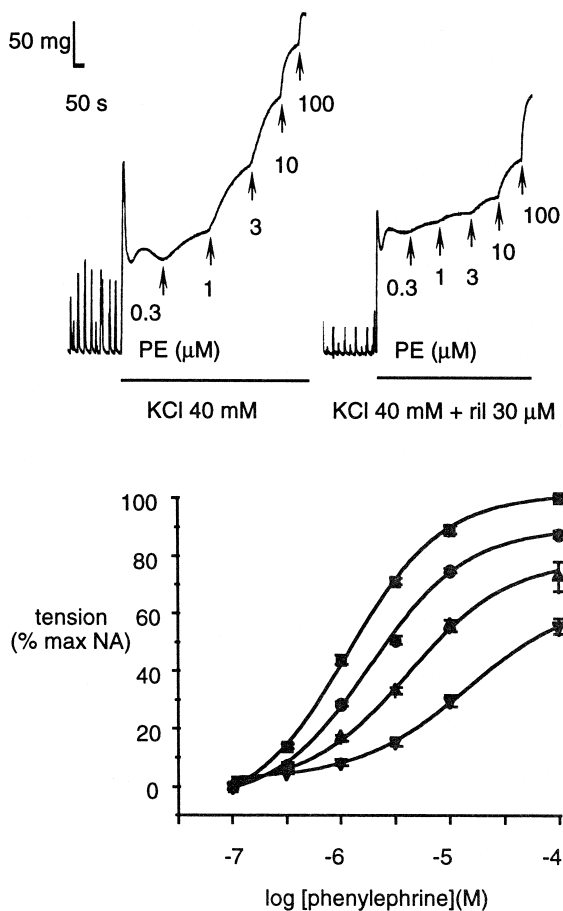 50 mg
50 s
0.3
1
3
10
100
PE (μM)
KCl 40 mM
0.3
1
3
10
100
PE (μM)
KCl 40 mM + ril 30 μM
tension
(% max NA)
100
80
60
40
20
0
-7
-6
-5
-4
log [phenylephrine](M)